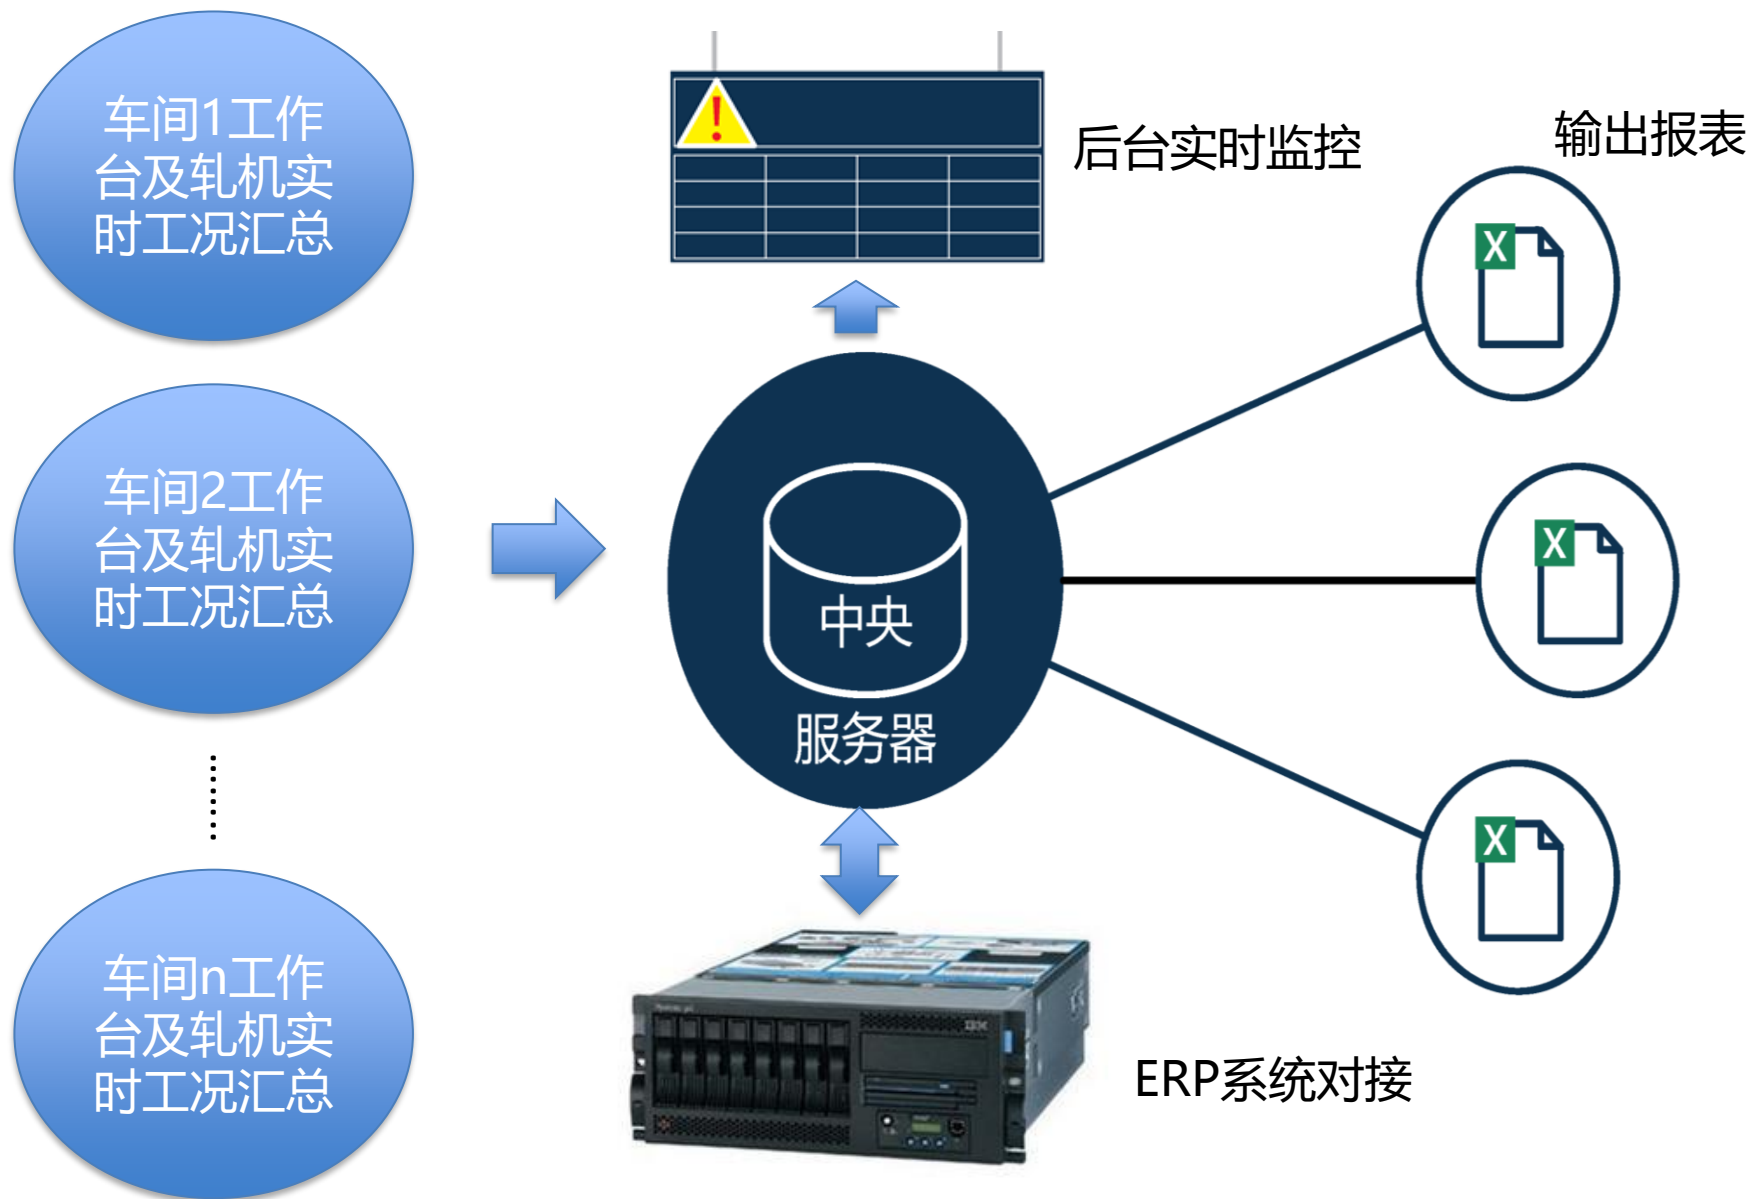 车间1工作
台及轧机实
时工况汇总
后台实时监控
输出报表
X
车间2工作
台及轧机实
时工况汇总
X
中央
服务器
X
车间n工作
台及轧机实
时工况汇总
IBM
ERP系统对接